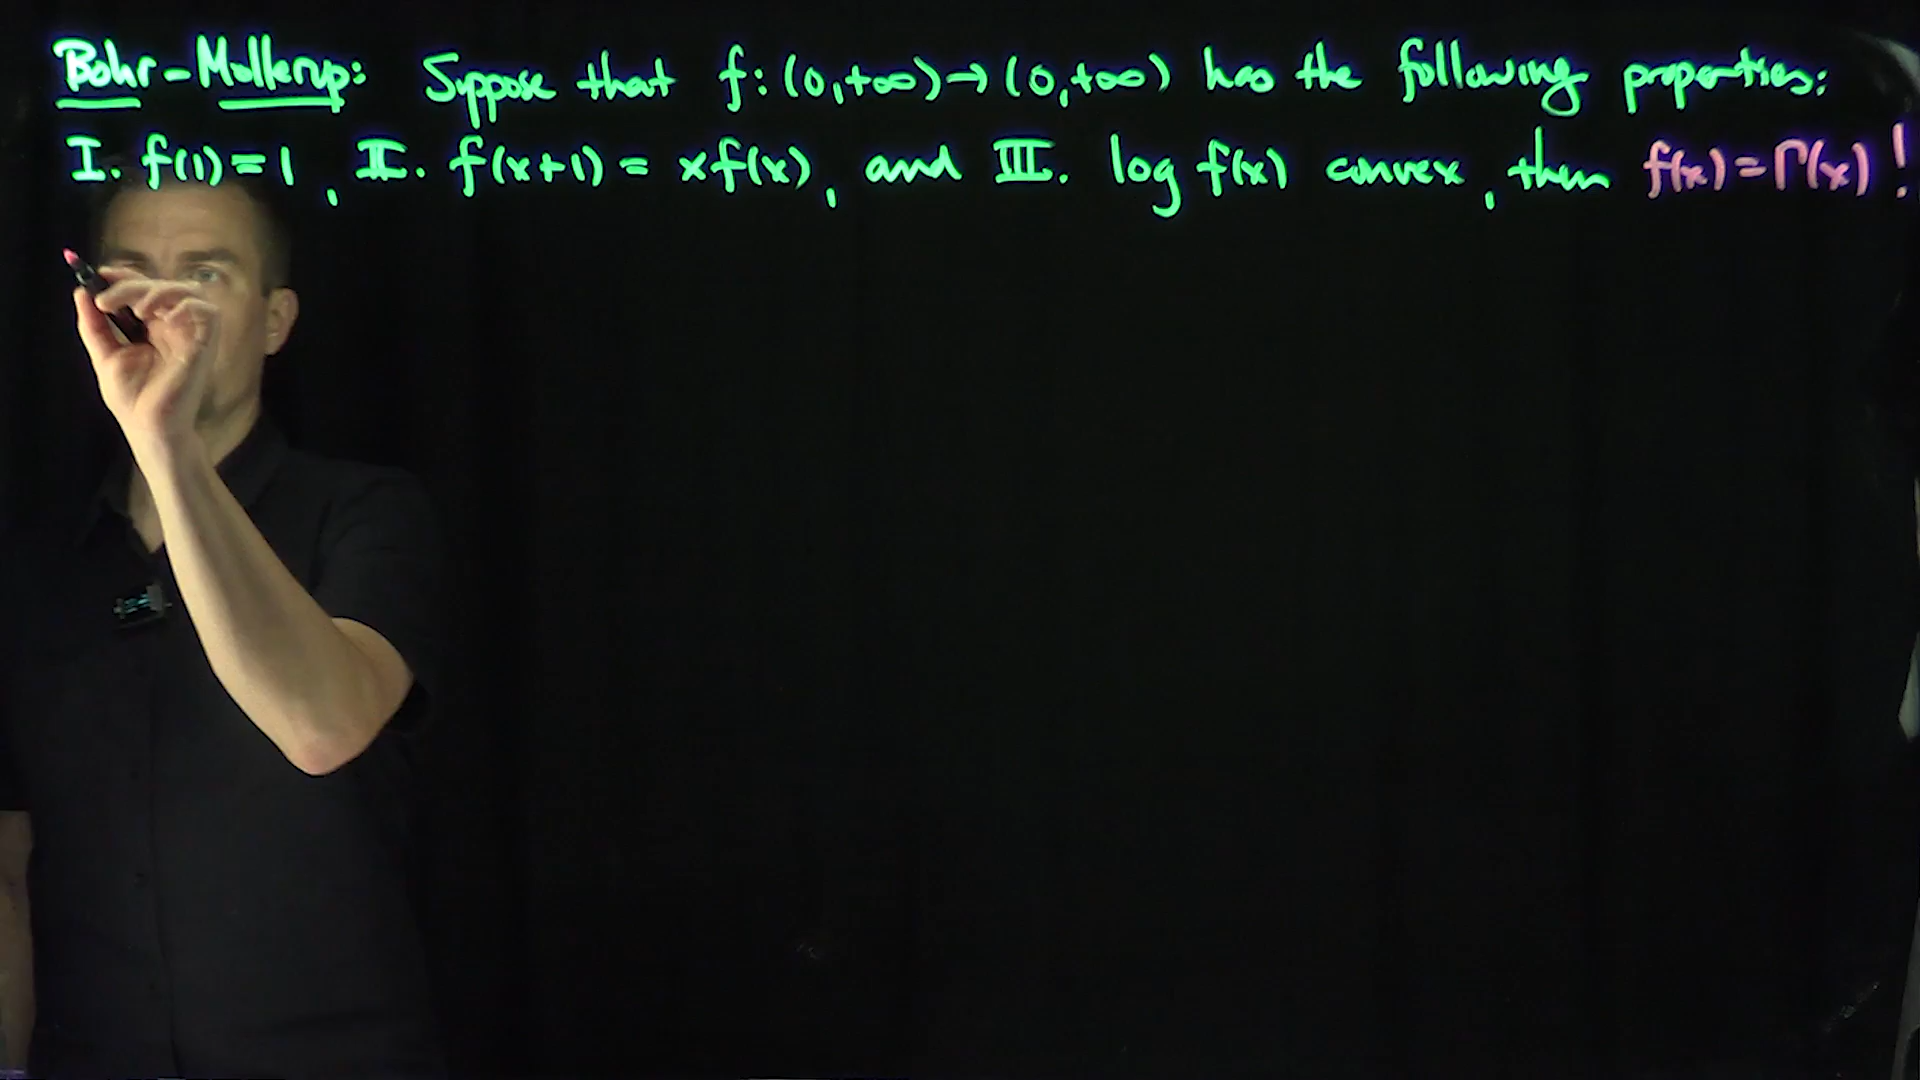 Bohr-Mollerup: Suppose that f: (0,+∞)→(0,+∞) has the following properties:
I. f(1)=1, II. f(x+1) = xf(x), and III. log f(x) convex, then f(x)=Γ(x)!